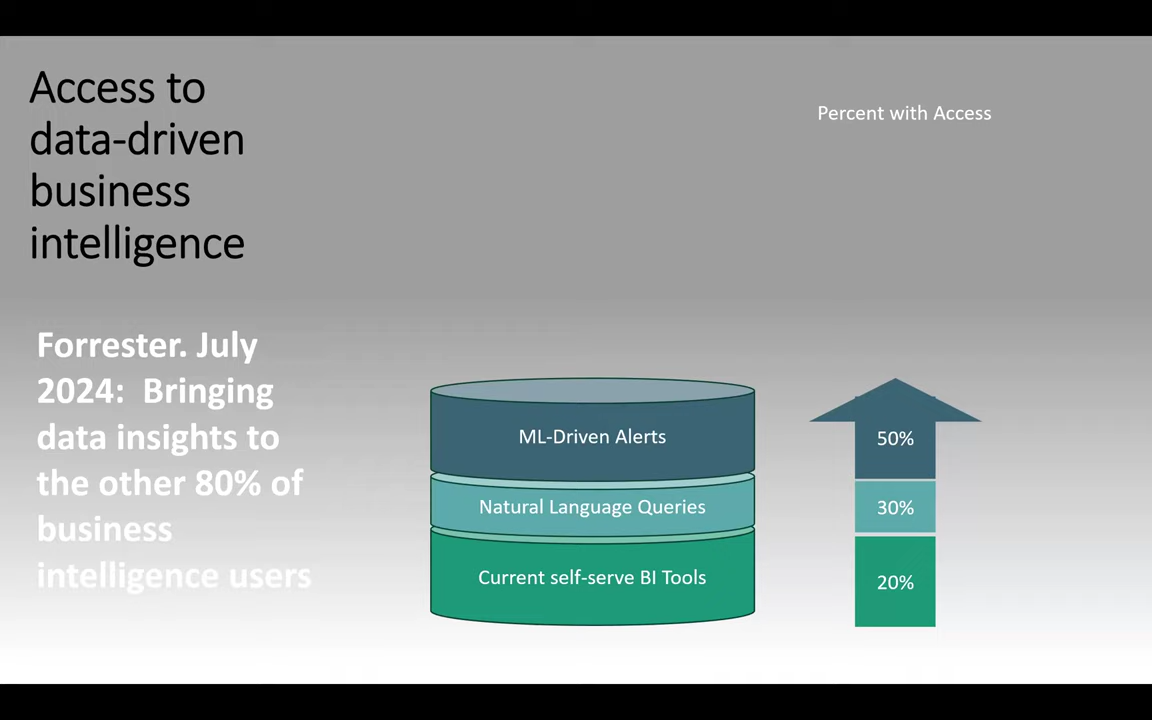 Access to
data-driven
business
intelligence
Percent with Access
Forrester. July
2024:  Bringing
data insights to
the other 80% of
business
intelligence users
ML-Driven Alerts
50%
Natural Language Queries
30%
Current self-serve BI Tools
20%